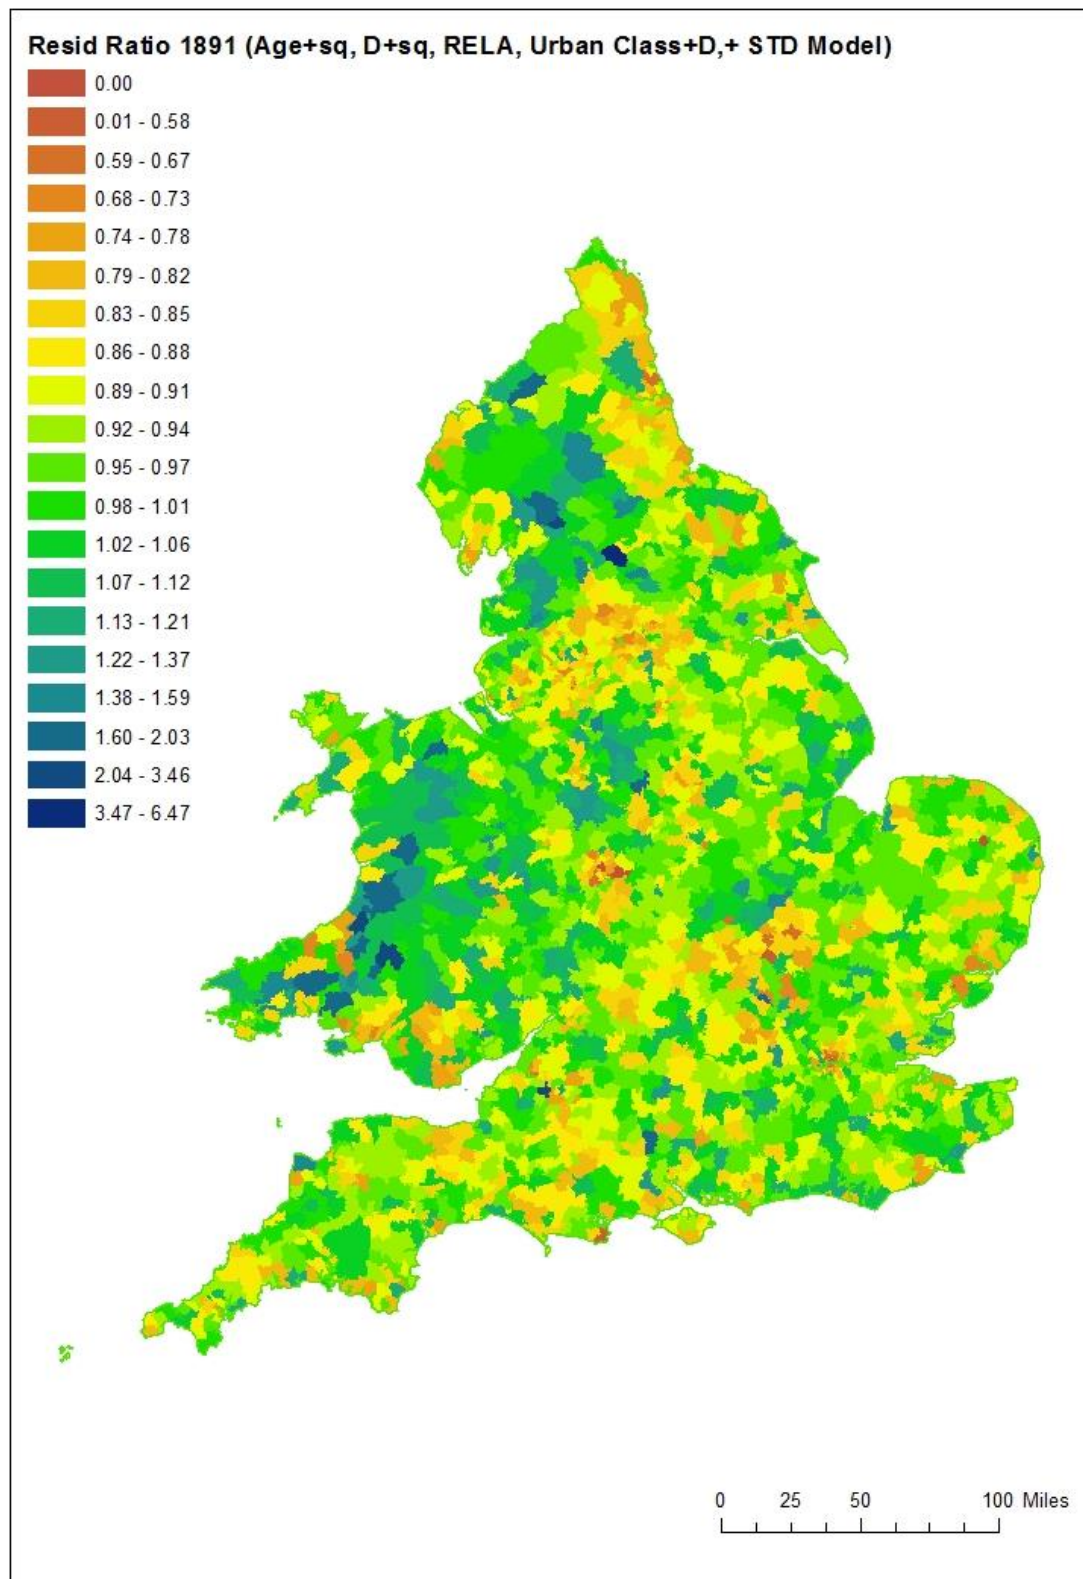 Resid Ratio 1891 (Age+sq, D+sq, RELA, Urban Class+D,+ STD Model)
0.00
0.01 - 0.58
0.59 - 0.67
0.68 - 0.73
0.74 - 0.78
0.79 - 0.82
0.83 - 0.85
0.86 - 0.88
0.89 - 0.91
0.92 - 0.94
0.95 - 0.97
0.98 - 1.01
1.02 - 1.06
1.07 - 1.12
1.13 - 1.21
1.22 - 1.37
1.38 - 1.59
1.60 - 2.03
2.04 - 3.46
3.47 - 6.47
0 25 50 100 Miles